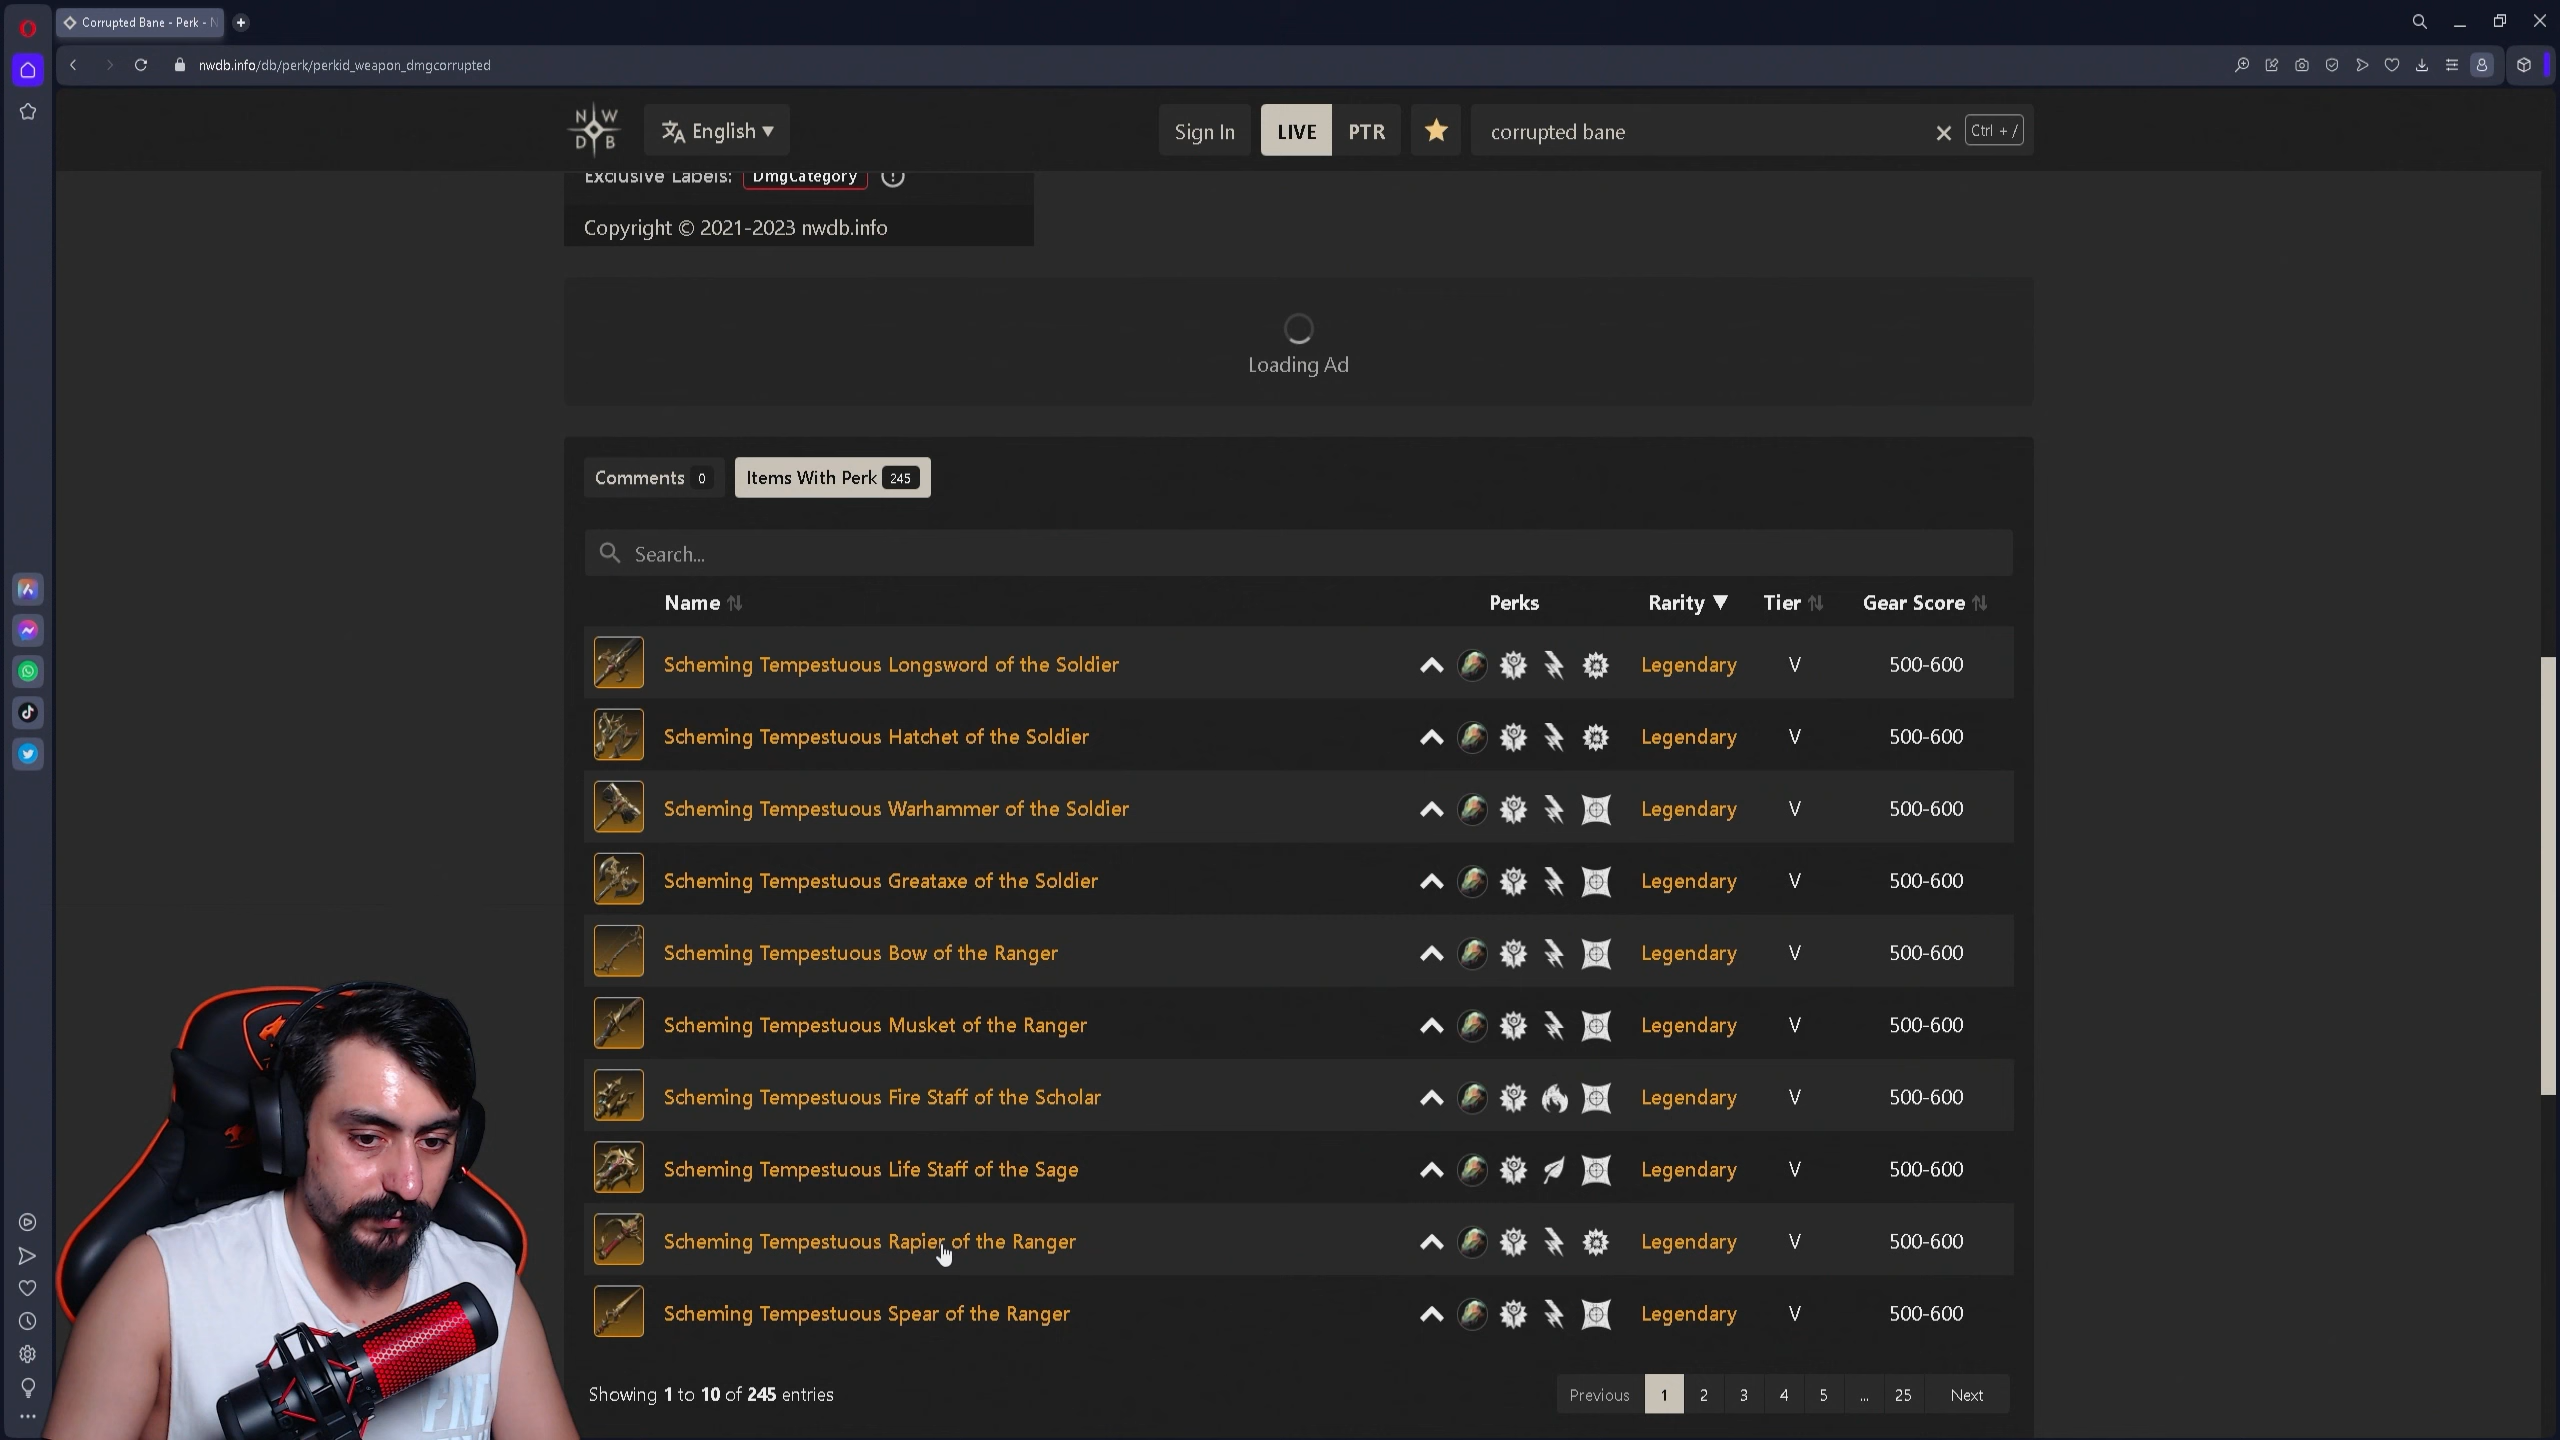 Corrupted Bane - Perk - N
nwdb.info/db/perk/perkid_weapon_dmgcorrupted
N W
D B
English ▼
Sign In
LIVE
PTR
corrupted bane
Ctrl + /
Exclusive Labels: DmgCategory
Copyright © 2021-2023 nwdb.info
Loading Ad
Comments 0
Items With Perk 245
Search...
Name Perks Rarity ▼ Tier Gear Score
Scheming Tempestuous Longsword of the Soldier Legendary V 500-600
Scheming Tempestuous Hatchet of the Soldier Legendary V 500-600
Scheming Tempestuous Warhammer of the Soldier Legendary V 500-600
Scheming Tempestuous Greataxe of the Soldier Legendary V 500-600
Scheming Tempestuous Bow of the Ranger Legendary V 500-600
Scheming Tempestuous Musket of the Ranger Legendary V 500-600
Scheming Tempestuous Fire Staff of the Scholar Legendary V 500-600
Scheming Tempestuous Life Staff of the Sage Legendary V 500-600
Scheming Tempestuous Rapier of the Ranger Legendary V 500-600
Scheming Tempestuous Spear of the Ranger Legendary V 500-600
Showing 1 to 10 of 245 entries
Previous 1 2 3 4 5 ... 25 Next